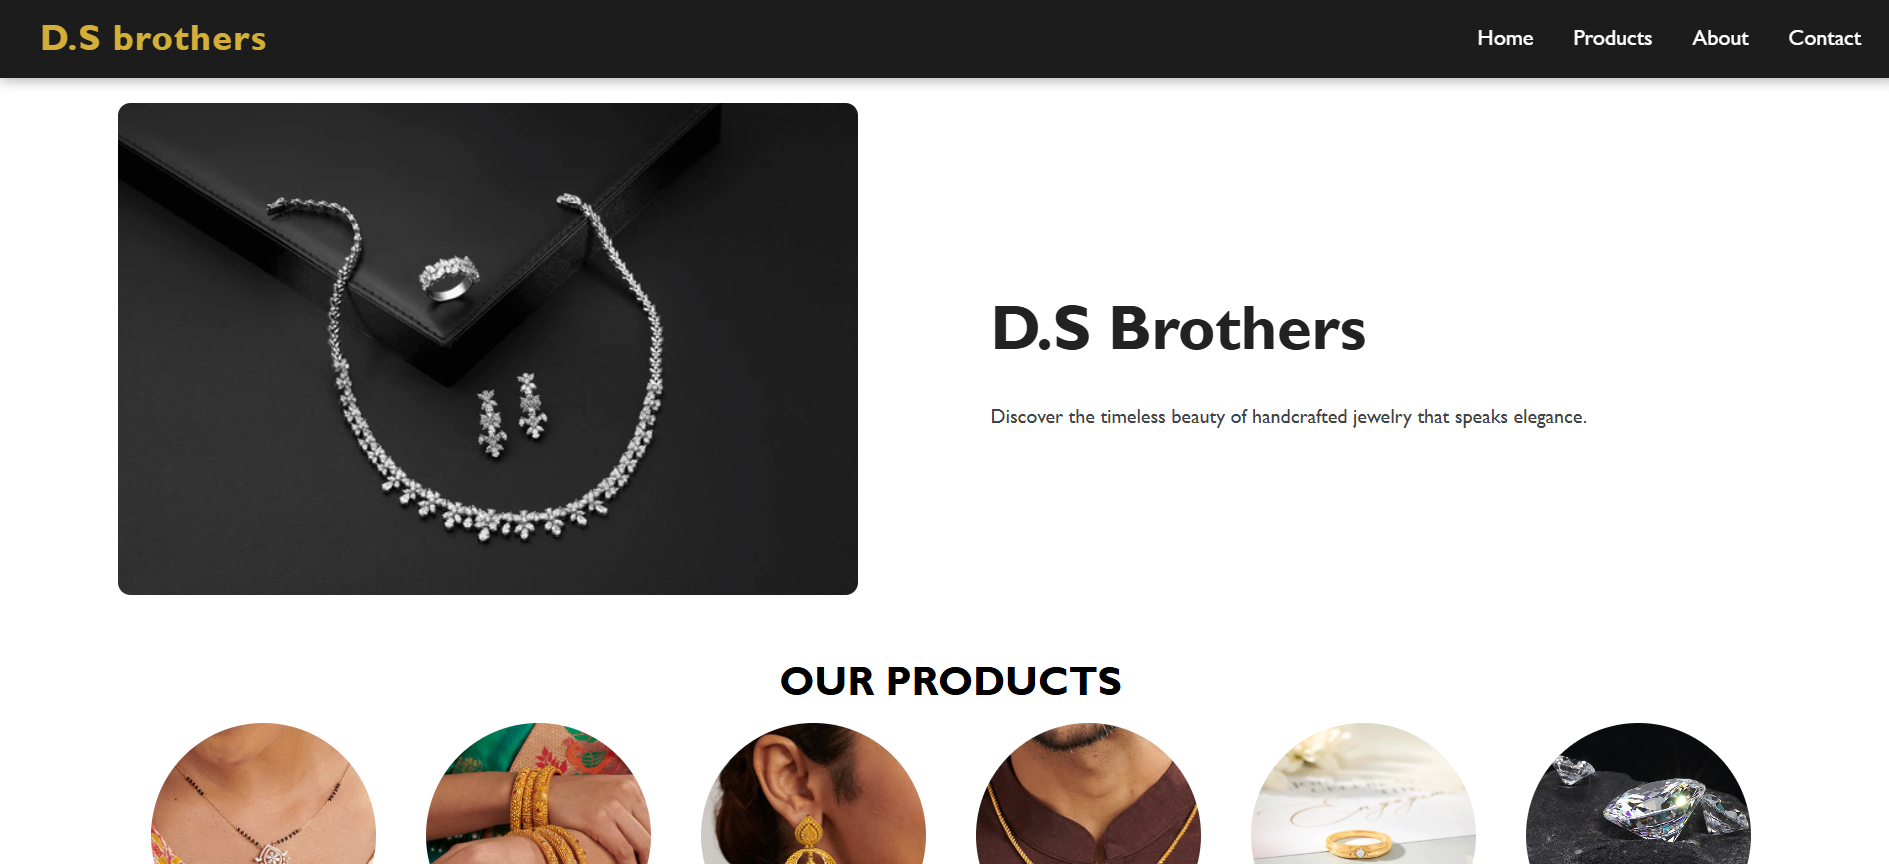 D.S brothers
Home Products About Contact
D.S Brothers
Discover the timeless beauty of handcrafted jewelry that speaks elegance.
OUR PRODUCTS